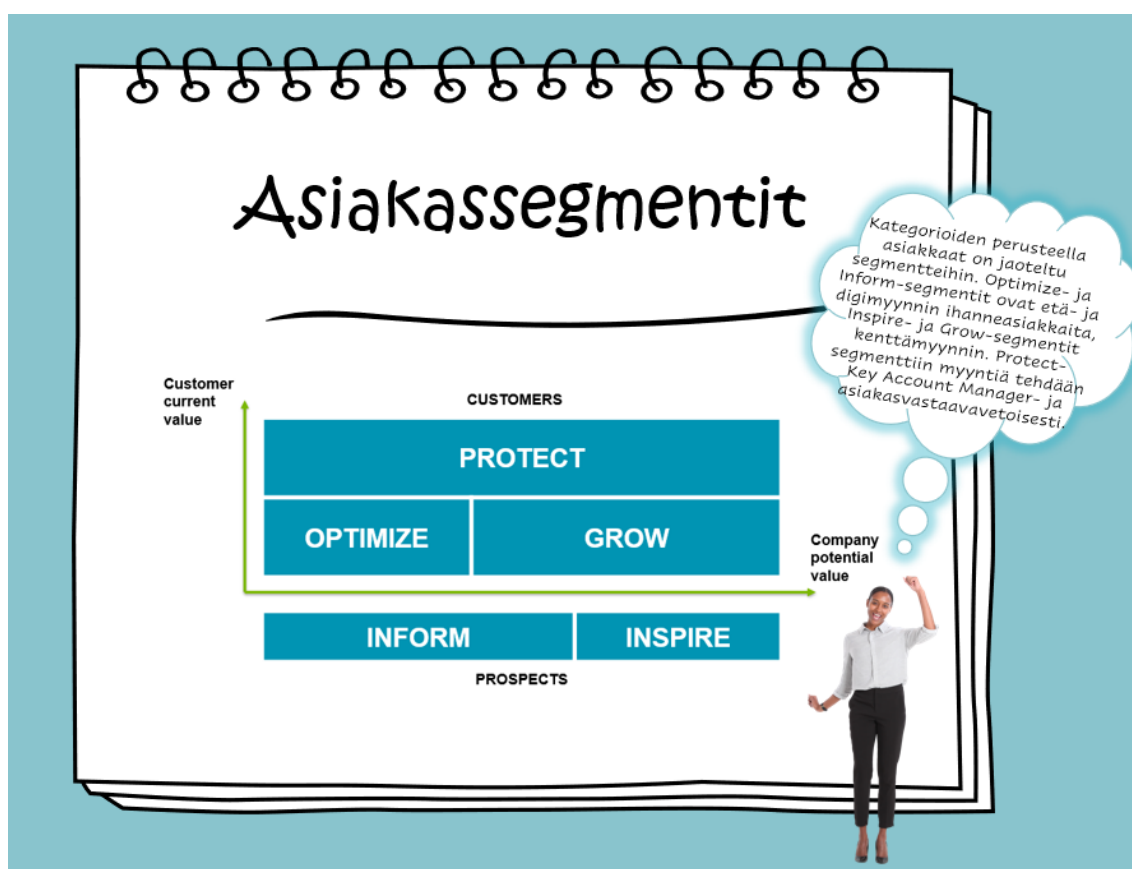 Asiakassegmentit
Kategorioiden perusteella
asiakkaat on jaoteltu
segmentteihin. Optimize- ja
Inform-segmentit ovat etä- ja
digimyynnin ihanneasiakkaita,
Inspire- ja Grow-segmentit
kenttämyynnin. Protect-
segmenttiin myyntiä tehdään
Key Account Manager- ja
asiakasvastaavavetoisesti.
Customer
current
value
CUSTOMERS
PROTECT
OPTIMIZE GROW
Company
potential
value
INFORM INSPIRE
PROSPECTS